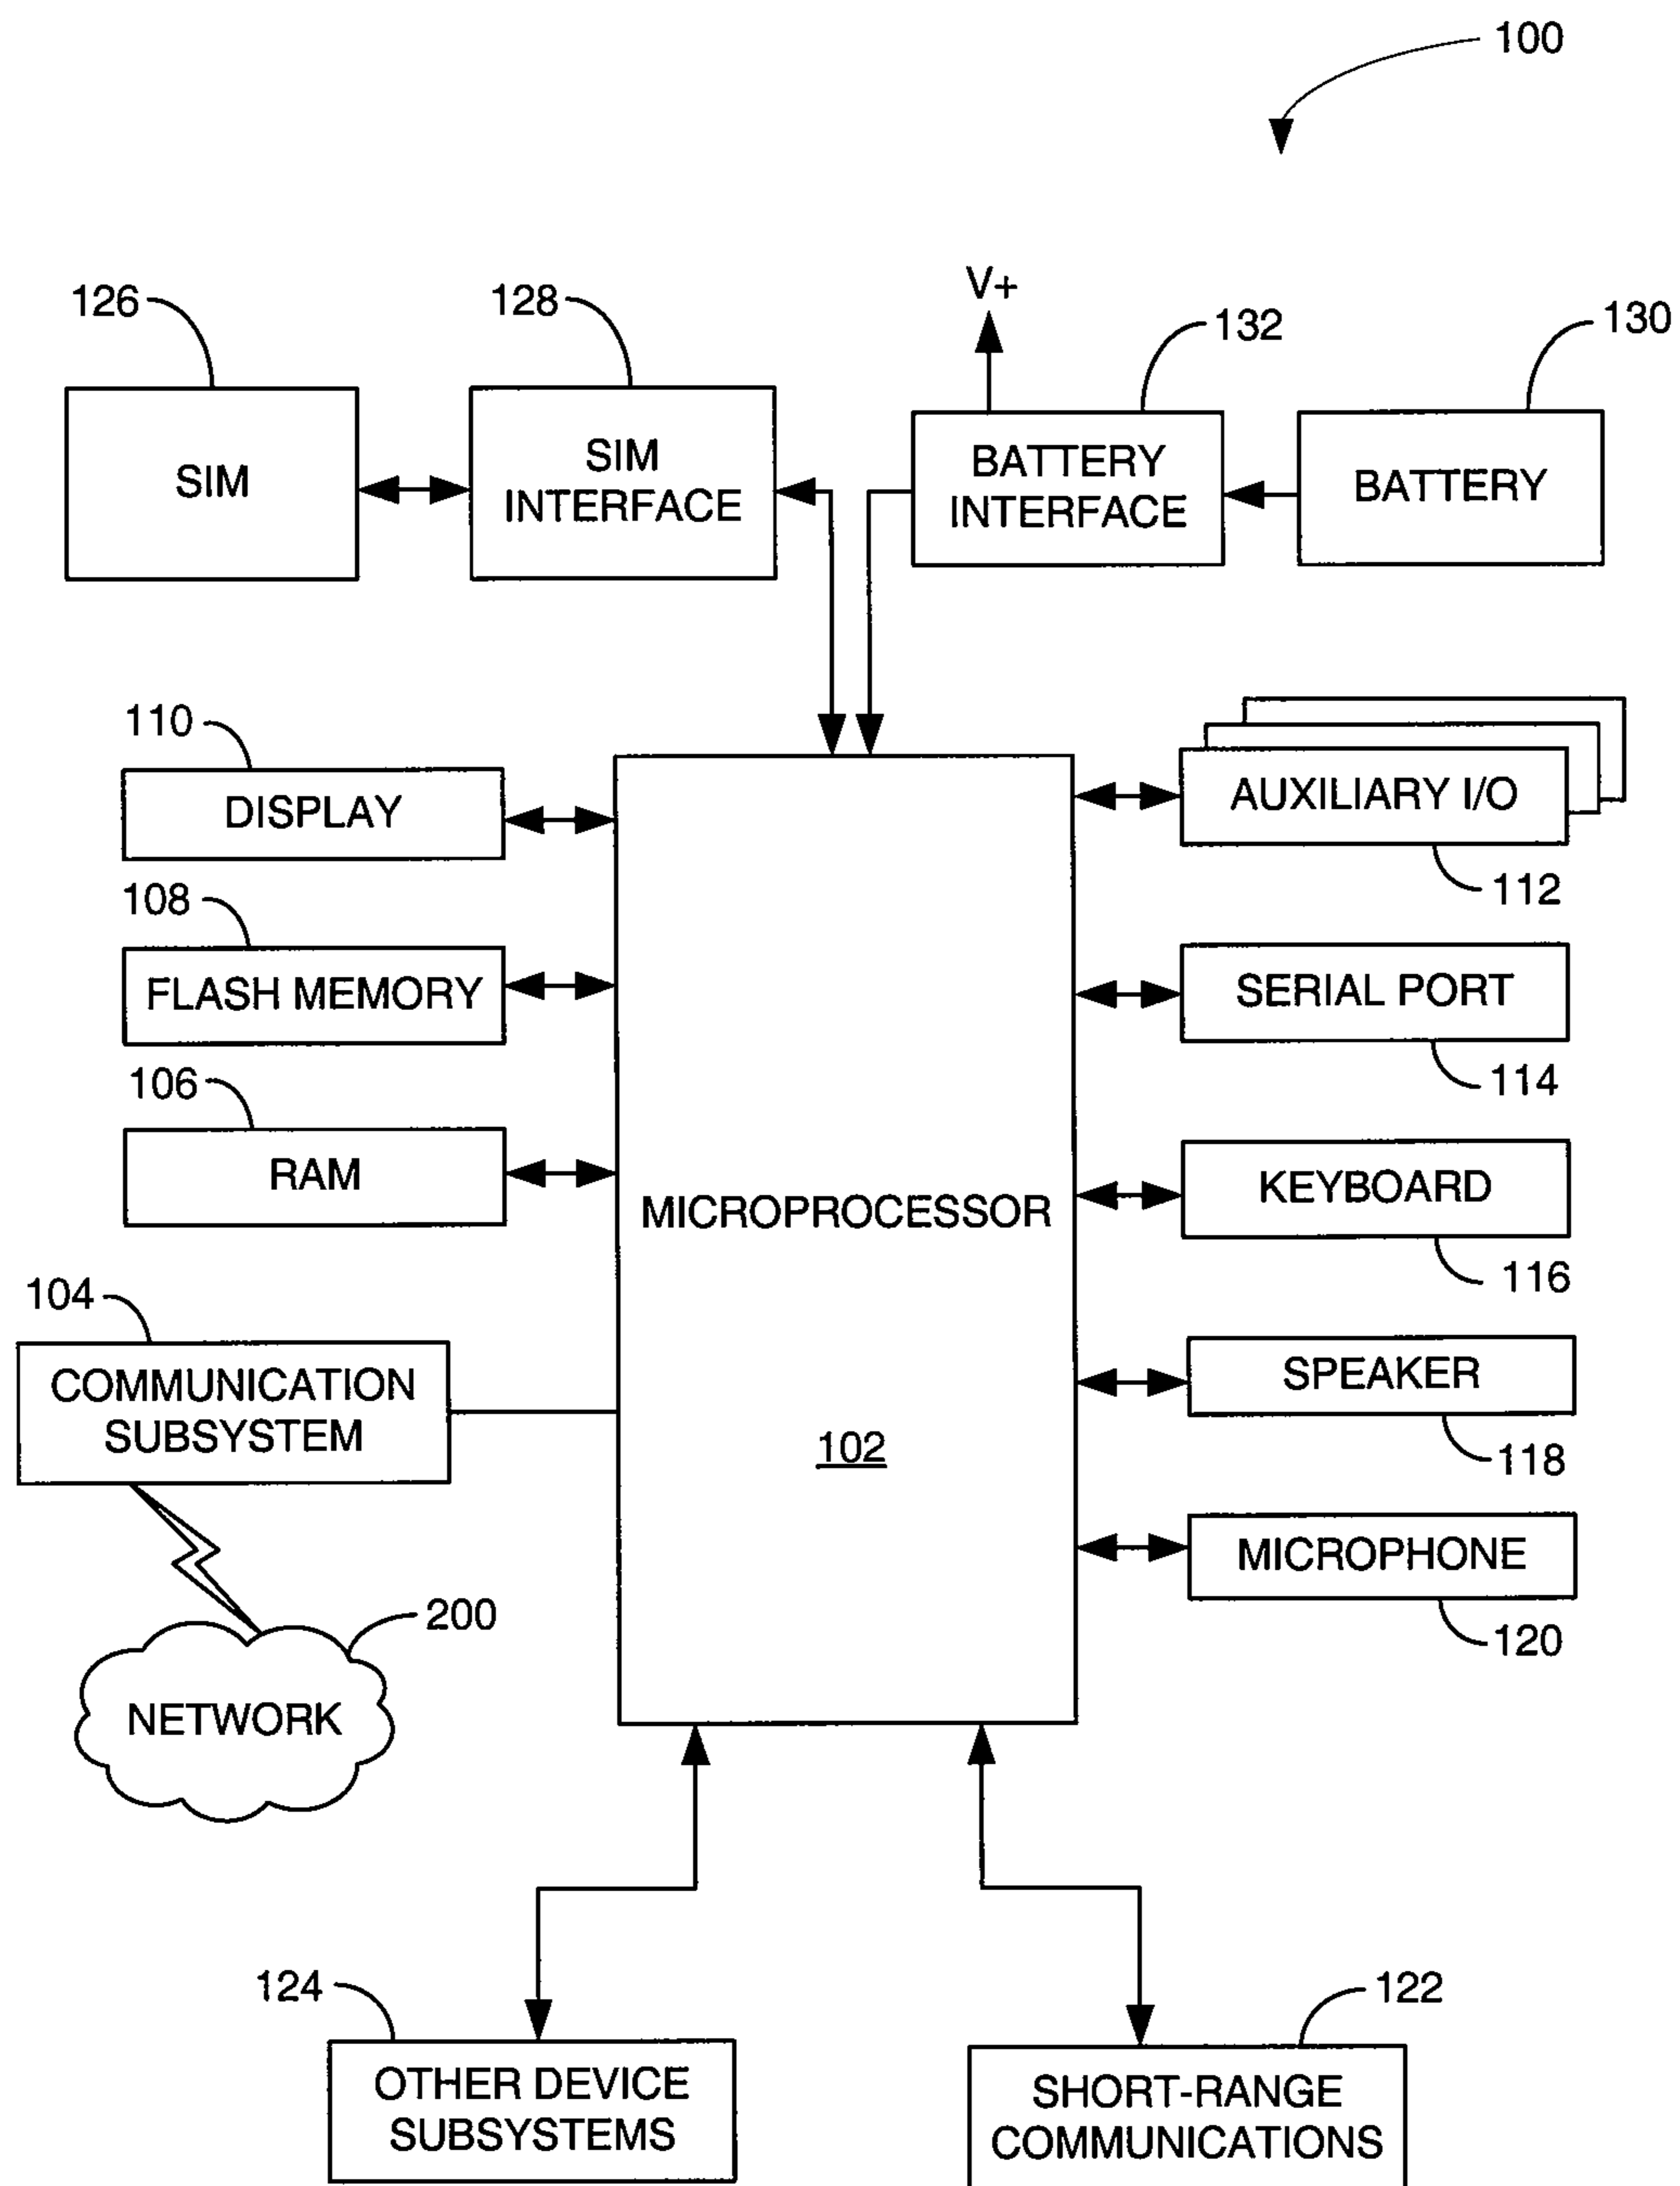 100
V+
126
128
132
130
SIM
SIM
INTERFACE
BATTERY
INTERFACE
BATTERY
110
DISPLAY
AUXILIARY I/O
112
108
FLASH MEMORY
SERIAL PORT
114
106
RAM
MICROPROCESSOR
102
KEYBOARD
116
104
COMMUNICATION
SUBSYSTEM
SPEAKER
118
MICROPHONE
120
200
NETWORK
124
OTHER DEVICE
SUBSYSTEMS
122
SHORT-RANGE
COMMUNICATIONS